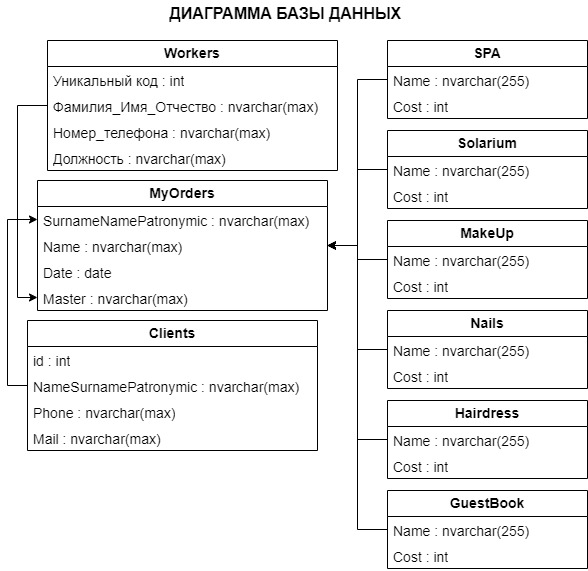 ДИАГРАММА БАЗЫ ДАННЫХ
Workers
Уникальный код : int
Фамилия_Имя_Отчество : nvarchar(max)
Номер_телефона : nvarchar(max)
Должность : nvarchar(max)
MyOrders
SurnameNamePatronymic : nvarchar(max)
Name : nvarchar(max)
Date : date
Master : nvarchar(max)
Clients
id : int
NameSurnamePatronymic : nvarchar(max)
Phone : nvarchar(max)
Mail : nvarchar(max)
SPA
Name : nvarchar(255)
Cost : int
Solarium
Name : nvarchar(255)
Cost : int
MakeUp
Name : nvarchar(255)
Cost : int
Nails
Name : nvarchar(255)
Cost : int
Hairdress
Name : nvarchar(255)
Cost : int
GuestBook
Name : nvarchar(255)
Cost : int